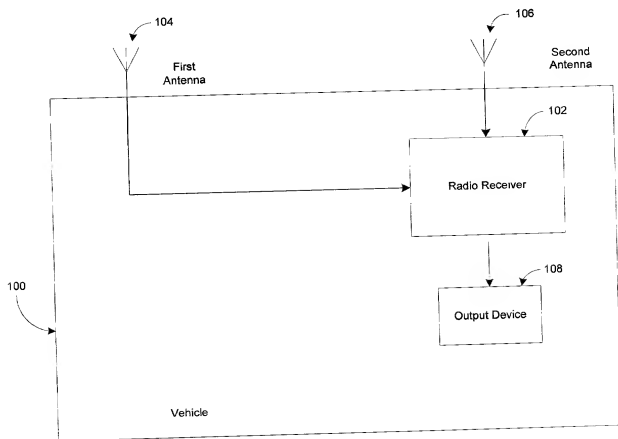 104
106
First
Antenna
Second
Antenna
102
Radio Receiver
108
100
Output Device
Vehicle